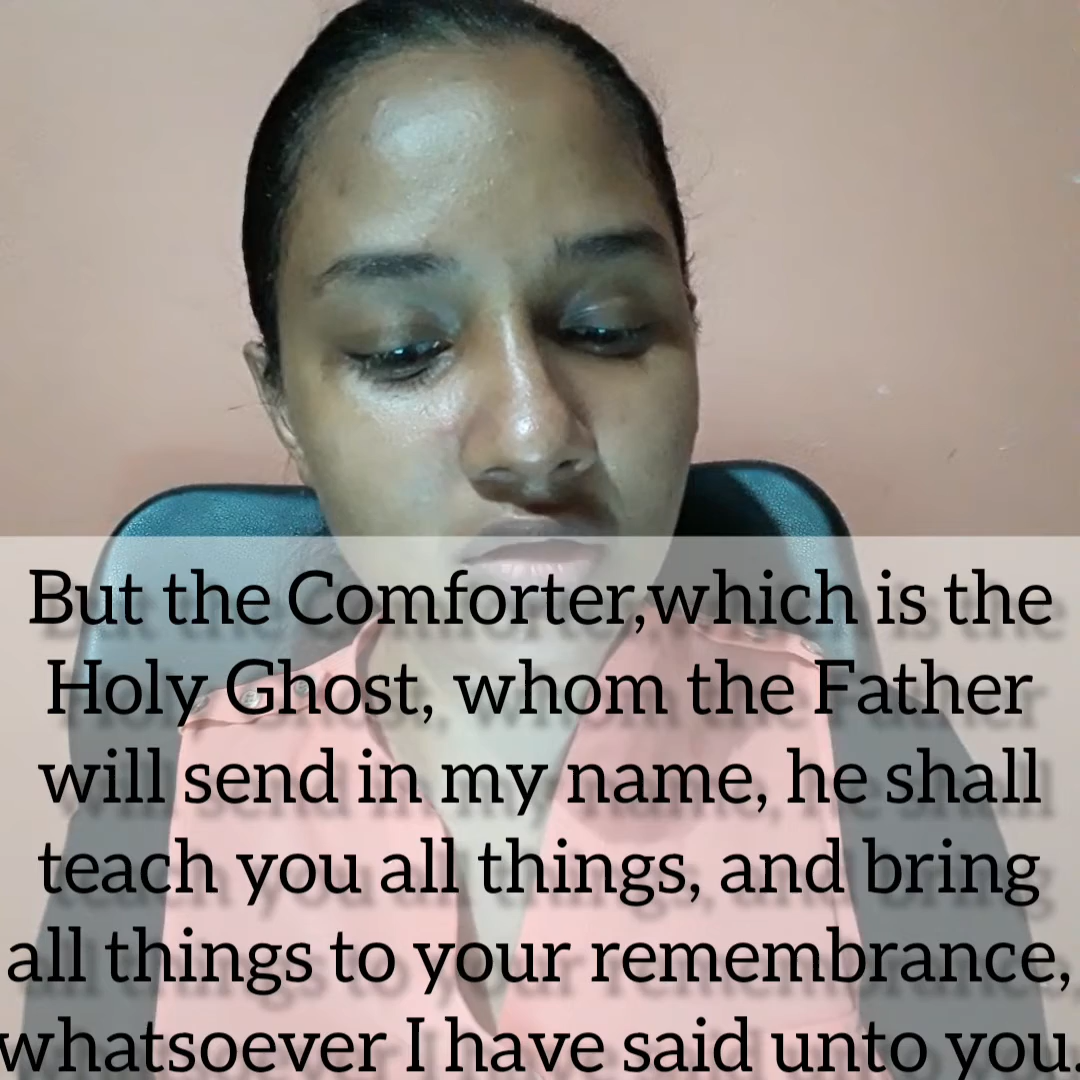 But the Comforter,which is the
Holy Ghost, whom the Father
will send in my name, he shall
teach you all things, and bring
all things to your remembrance,
whatsoever I have said unto you.